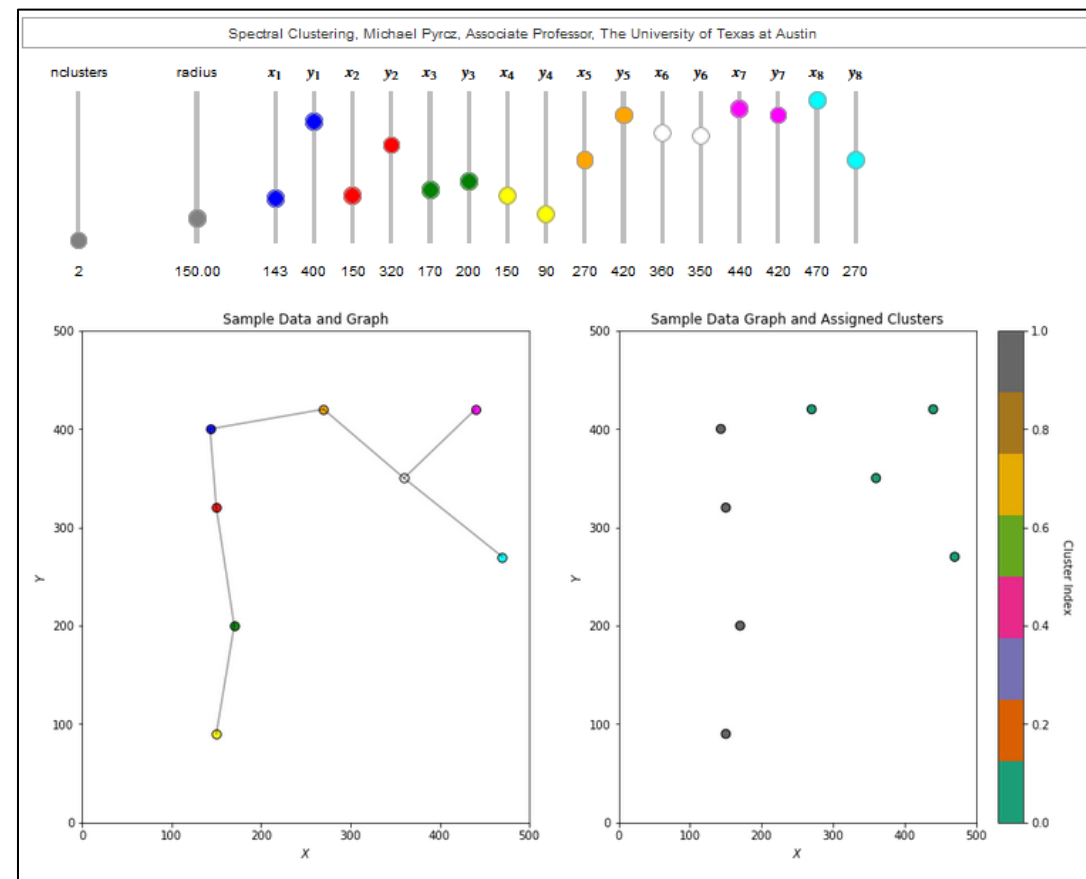 Spectral Clustering, Michael Pyrcz, Associate Professor, The University of Texas at Austin
nclusters radius x₁ y₁ x₂ y₂ x₃ y₃ x₄ y₄ x₅ y₅ x₆ y₆ x₇ y₇ x₈ y₈
2 150.00 143 400 150 320 170 200 150 90 270 420 360 350 440 420 470 270
Sample Data and Graph
500
400
300
200
100
0
Y
0 100 200 300 400 500
X
Sample Data Graph and Assigned Clusters
500
400
300
200
100
0
Y
0 100 200 300 400 500
X
1.0
0.8
0.6
0.4
0.2
0.0
Cluster Index